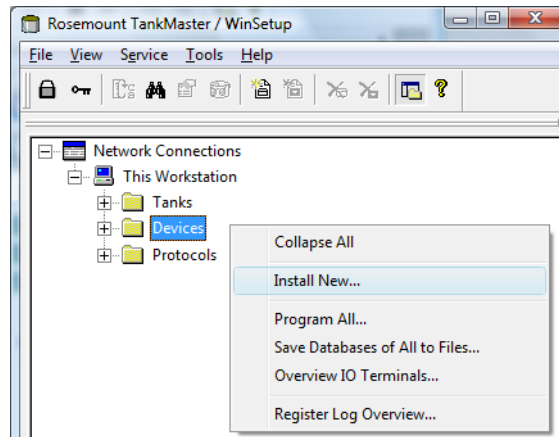 Rosemount TankMaster / WinSetup
File View Service Tools Help
Network Connections
This Workstation
Tanks
Devices
Protocols
Collapse All
Install New...
Program All...
Save Databases of All to Files...
Overview IO Terminals...
Register Log Overview...